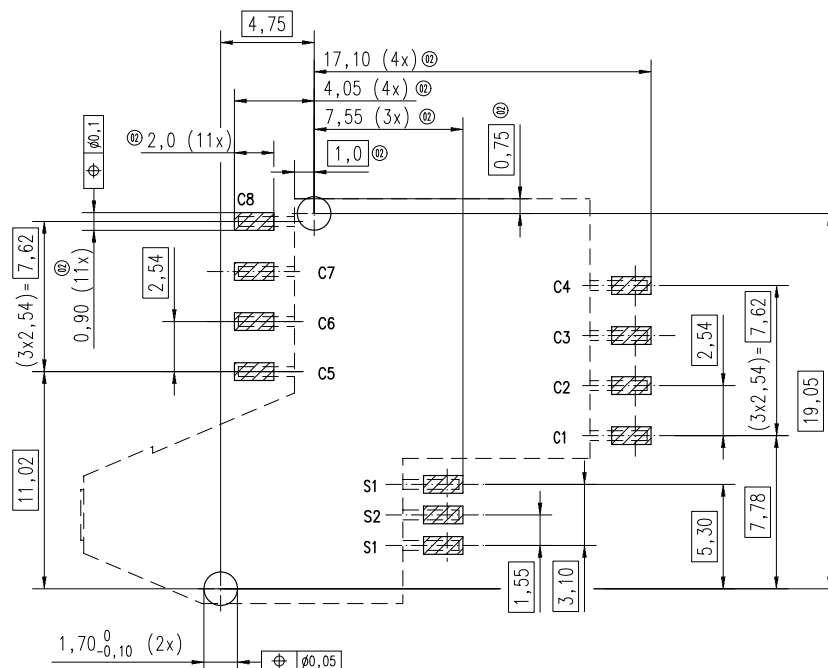 4,75
17,10 (4x) 02
4,05 (4x) 02
7,55 (3x) 02
0,75 02
⌖ ø0,1
02 2,0 (11x)
1,0 02
C8
C7
C6
C5
C4
C3
C2
C1
S1
S2
S1
(3x2,54)= 7,62
0,90 (11x) 02
2,54
11,02
2,54
(3x2,54)= 7,62
19,05
7,78
5,30
3,10
1,55
1,70 0 -0,10 (2x)
⌖ ø0,05